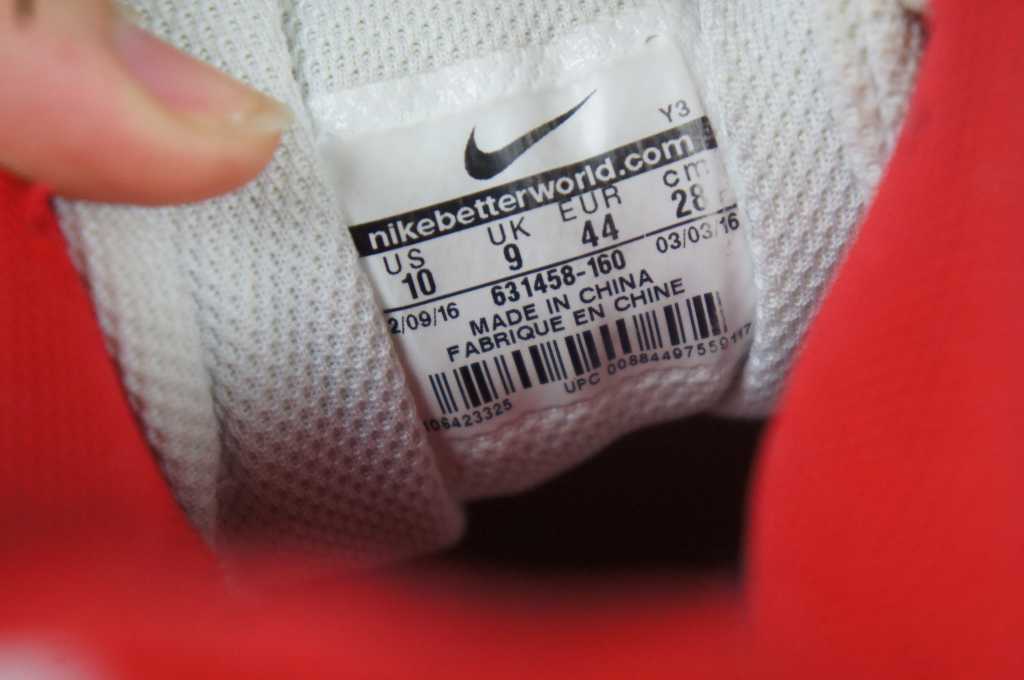 Y3
nikebetterworld.com
US UK EUR cm
10 9 44 28
2/09/16 631458-160 03/03/16
MADE IN CHINA
FABRIQUE EN CHINE
106423325 UPC 00884497559117